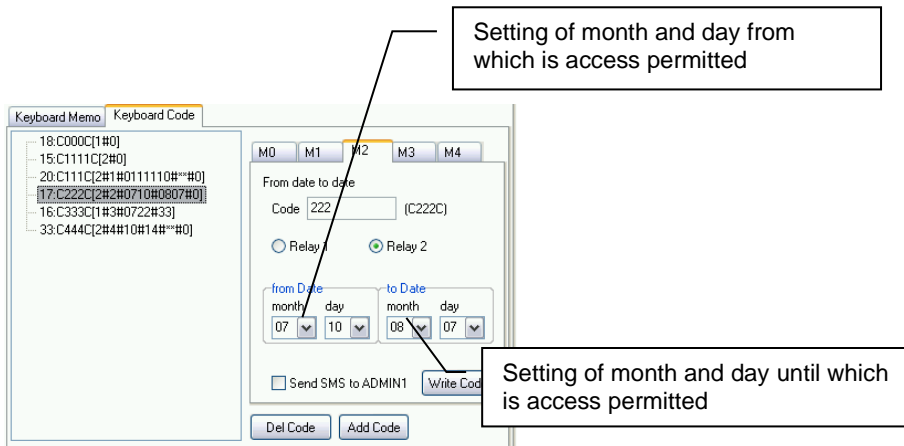 Setting of month and day from
which is access permitted
Keyboard Memo Keyboard Code
18:C000C[1#0]
15:C1111C[2#0]
20:C111C[2#1#0111110#**#0]
17:C222C[2#2#0710#0807#0]
16:C333C[1#3#0722#33]
33:C444C[2#4#10#14#**#0]
M0 M1 M2 M3 M4
From date to date
Code 222 (C222C)
Relay 1 Relay 2
from Date to Date
month day month day
07 10 08 07
Send SMS to ADMIN1 Write Cod
Setting of month and day until which
is access permitted
Del Code Add Code